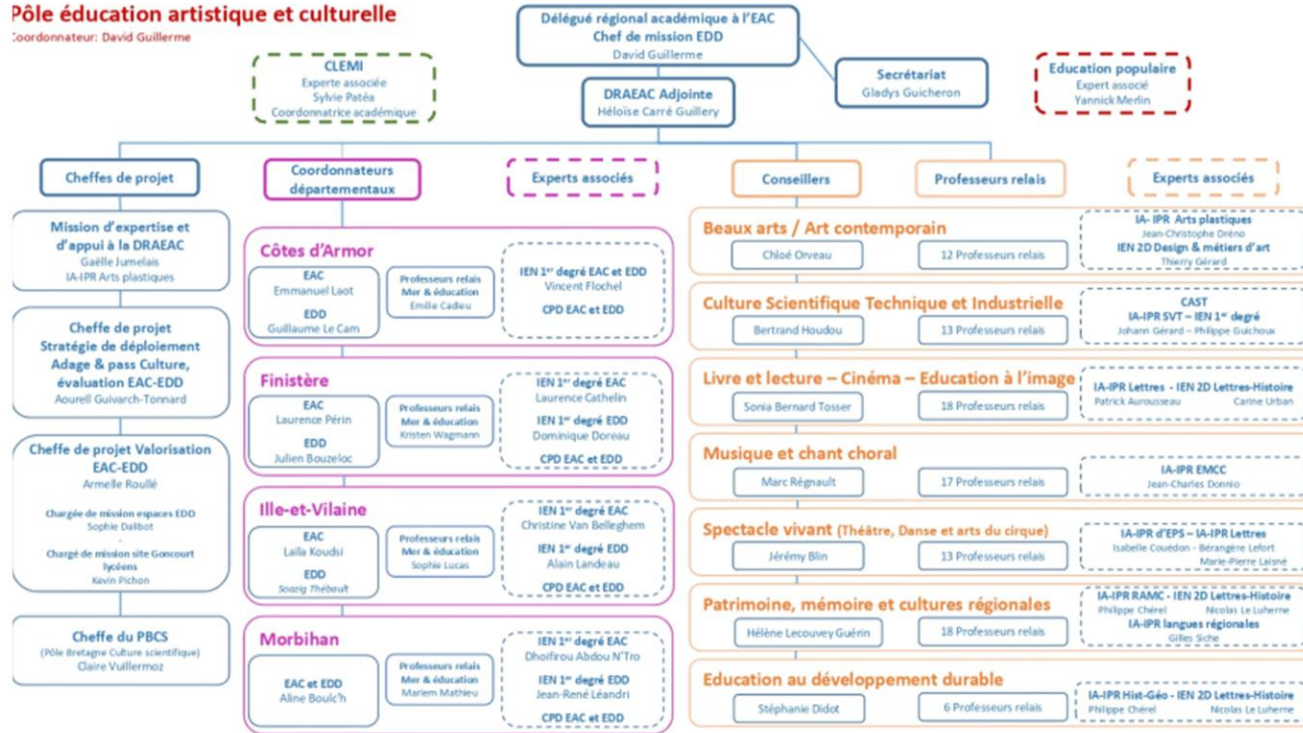 Pôle éducation artistique et culturelle
Coordonnateur: David Guillerme
Délégué régional académique à l'EAC
Chef de mission EDD
David Guillerme
CLEMI
Experte associée
Sylvie Patéa
Coordonnatrice académique
DRAEAC Adjointe
Héloïse Carré Guillery
Secrétariat
Gladys Guicheron
Education populaire
Expert associé
Yannick Merlin
Cheffes de projet
Coordonnateurs
départementaux
Experts associés
Conseillers
Professeurs relais
Experts associés
Mission d'expertise et
d'appui à la DRAEAC
Gaëlle Jumelais
IA-IPR Arts plastiques
Cheffe de projet
Stratégie de déploiement
Adage & pass Culture,
évaluation EAC-EDD
Aourell Guivarch-Tonnard
Cheffe de projet Valorisation
EAC-EDD
Armelle Roullé
Chargée de mission espaces EDD
Sophie Dalibot
-
Chargé de mission site Goncourt
lycéens
Kevin Pichon
Cheffe du PBCS
(Pôle Bretagne Culture scientifique)
Claire Vuillermoz
Côtes d'Armor
EAC
Emmanuel Laot
EDD
Guillaume Le Cam
Professeurs relais
Mer & éducation
Emilie Cadieu
IEN 1er degré EAC et EDD
Vincent Flochel
CPD EAC et EDD
Finistère
EAC
Laurence Périn
EDD
Julien Bouzeloc
Professeurs relais
Mer & éducation
Kristen Wagmann
IEN 1er degré EAC
Laurence Cathelin
IEN 1er degré EDD
Dominique Doreau
CPD EAC et EDD
Ille-et-Vilaine
EAC
Laïla Koudsi
EDD
Soazig Thébault
Professeurs relais
Mer & éducation
Sophie Lucas
IEN 1er degré EAC
Christine Van Belleghem
IEN 1er degré EDD
Alain Landeau
CPD EAC et EDD
Morbihan
EAC et EDD
Aline Boulc'h
Professeurs relais
Mer & éducation
Mariem Mathieu
IEN 1er degré EAC
Dhoifirou Abdou N'Tro
IEN 1er degré EDD
Jean-René Léandri
CPD EAC et EDD
Beaux arts / Art contemporain
Chloé Orveau
12 Professeurs relais
IA- IPR Arts plastiques
Jean-Christophe Dréno
IEN 2D Design & métiers d'art
Thierry Gérard
Culture Scientifique Technique et Industrielle
Bertrand Houdou
13 Professeurs relais
CAST
IA-IPR SVT – IEN 1er degré
Johann Gérard – Philippe Guichoux
Livre et lecture – Cinéma – Education à l'image
Sonia Bernard Tosser
18 Professeurs relais
IA-IPR Lettres - IEN 2D Lettres-Histoire
Patrick Aurousseau Carine Urban
Musique et chant choral
Marc Régnault
17 Professeurs relais
IA-IPR EMCC
Jean-Charles Donnio
Spectacle vivant (Théâtre, Danse et arts du cirque)
Jérémy Blin
13 Professeurs relais
IA-IPR d'EPS – IA-IPR Lettres
Isabelle Couëdon - Bérangère Lefort
Marie-Pierre Laisné
Patrimoine, mémoire et cultures régionales
Hélène Lecouvey Guérin
18 Professeurs relais
IA-IPR RAMC - IEN 2D Lettres-Histoire
Philippe Chérel Nicolas Le Luherne
IA-IPR langues régionales
Gilles Siche
Education au développement durable
Stéphanie Didot
6 Professeurs relais
IA-IPR Hist-Géo - IEN 2D Lettres-Histoire
Philippe Chérel Nicolas Le Luherne